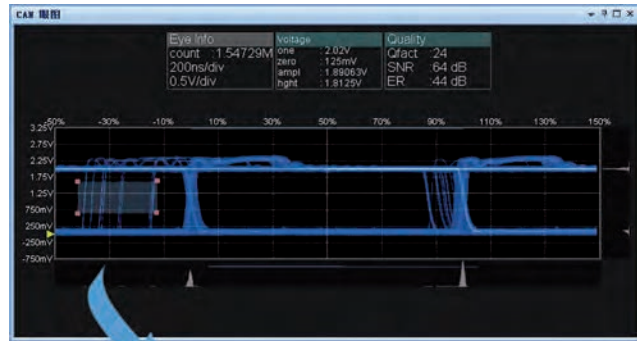 CAN 眼图
Eye Info
count :1.54729M
200ns/div
0.5V/div
Voltage
one :2.02V
zero :125mV
ampl :1.89063V
hght :1.8125V
Quality
Qfact :24
SNR :64 dB
ER :44 dB
-50% -30% -10% 10% 30% 50% 70% 90% 110% 130% 150%
3.25V
2.75V
2.25V
1.75V
1.25V
750mV
250mV
-250mV
-750mV